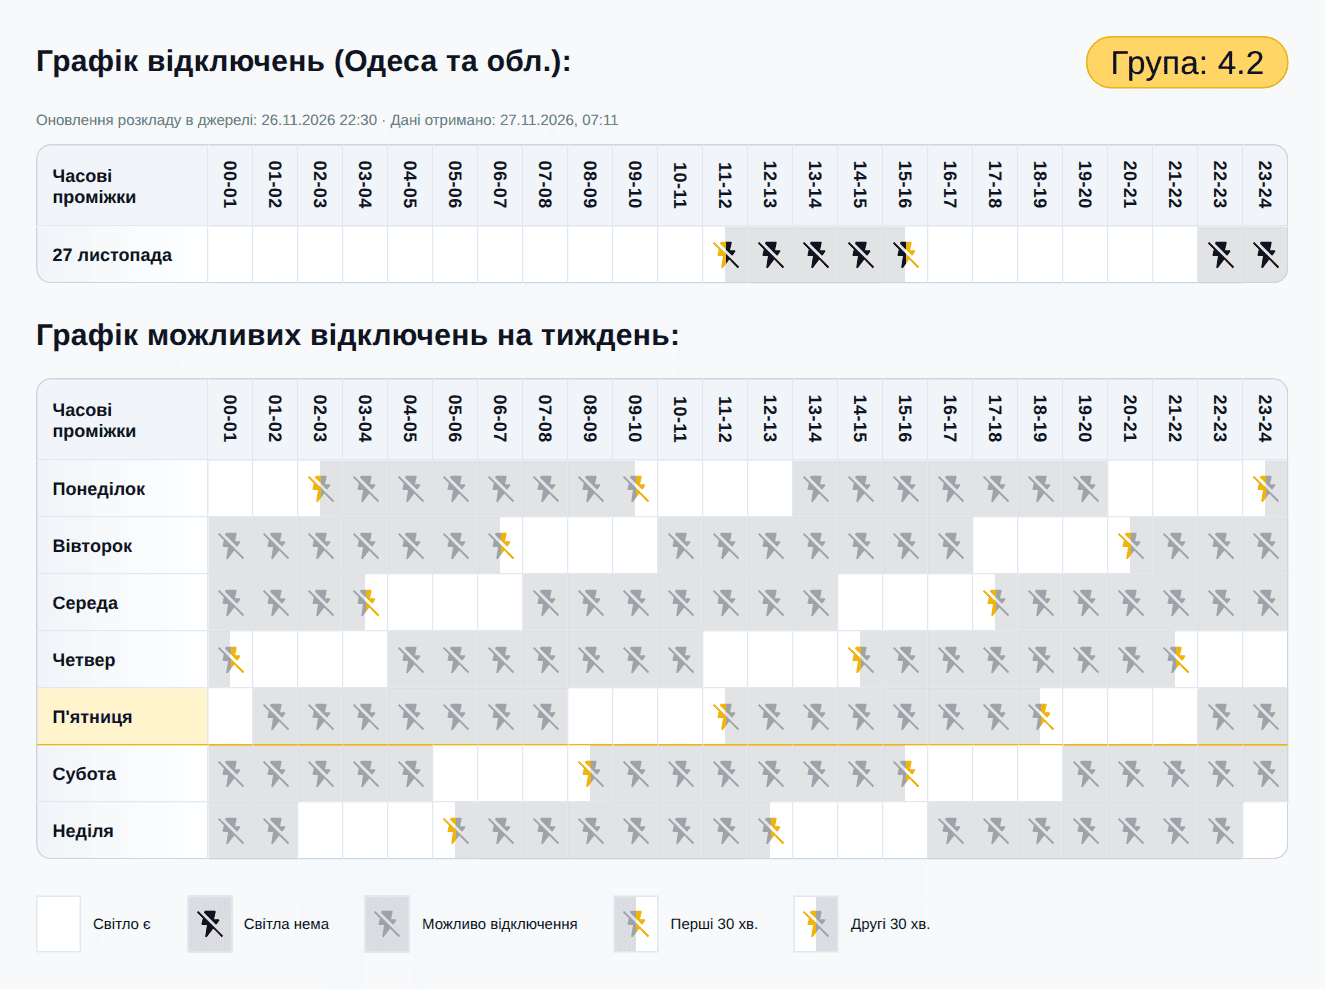 Графік відключень (Одеса та обл.):
Група: 4.2
Оновлення розкладу в джерелі: 26.11.2026 22:30 · Дані отримано: 27.11.2026, 07:11
Часові проміжки 00-01 01-02 02-03 03-04 04-05 05-06 06-07 07-08 08-09 09-10 10-11 11-12 12-13 13-14 14-15 15-16 16-17 17-18 18-19 19-20 20-21 21-22 22-23 23-24
27 листопада
Графік можливих відключень на тиждень:
Часові проміжки 00-01 01-02 02-03 03-04 04-05 05-06 06-07 07-08 08-09 09-10 10-11 11-12 12-13 13-14 14-15 15-16 16-17 17-18 18-19 19-20 20-21 21-22 22-23 23-24
Понеділок
Вівторок
Середа
Четвер
П'ятниця
Субота
Неділя
Світло є Світла нема Можливо відключення Перші 30 хв. Другі 30 хв.